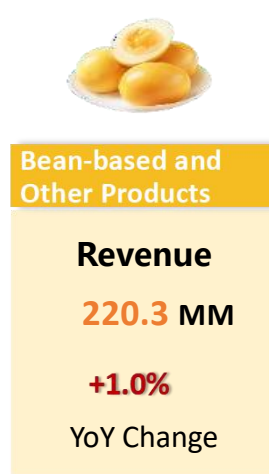 Bean-based and
Other Products
Revenue
220.3 MM
+1.0%
YoY Change